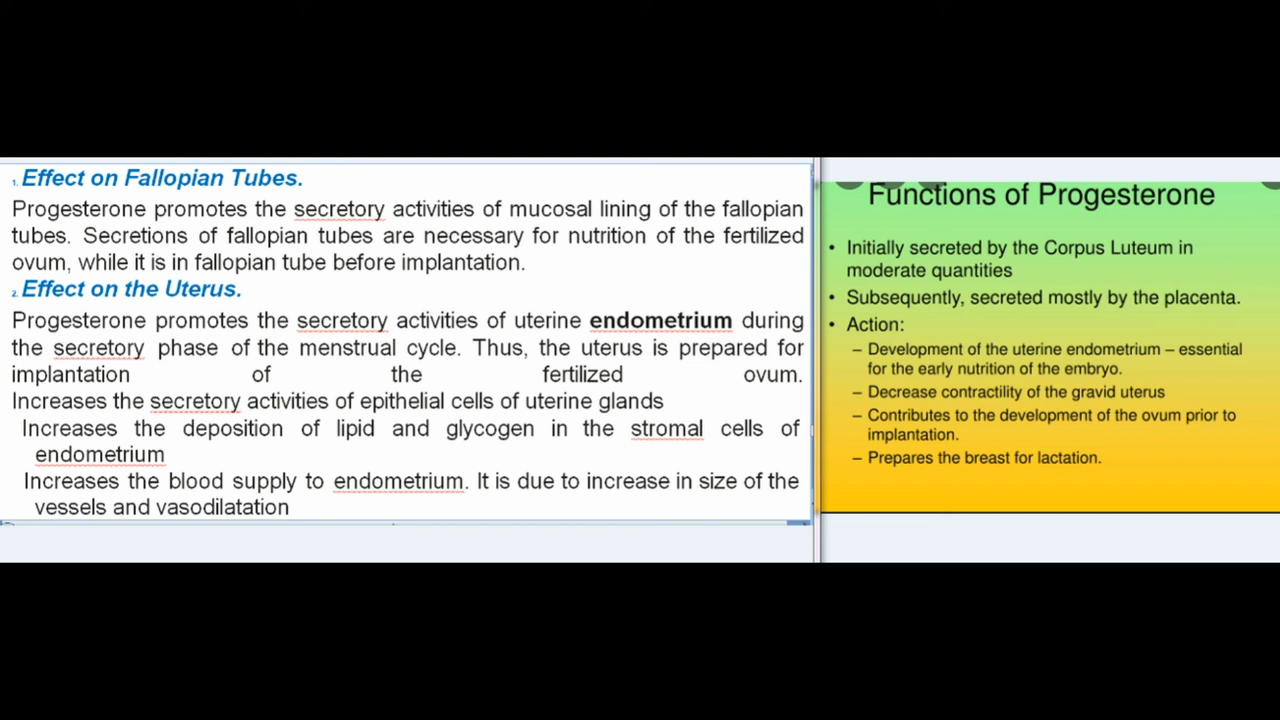 1. Effect on Fallopian Tubes.
Progesterone promotes the secretory activities of mucosal lining of the fallopian
tubes. Secretions of fallopian tubes are necessary for nutrition of the fertilized
ovum, while it is in fallopian tube before implantation.
2. Effect on the Uterus.
Progesterone promotes the secretory activities of uterine endometrium during
the secretory phase of the menstrual cycle. Thus, the uterus is prepared for
implantation of the fertilized ovum.
Increases the secretory activities of epithelial cells of uterine glands
Increases the deposition of lipid and glycogen in the stromal cells of
endometrium
Increases the blood supply to endometrium. It is due to increase in size of the
vessels and vasodilatation
Functions of Progesterone
• Initially secreted by the Corpus Luteum in
moderate quantities
• Subsequently, secreted mostly by the placenta.
• Action:
– Development of the uterine endometrium – essential
for the early nutrition of the embryo.
– Decrease contractility of the gravid uterus
– Contributes to the development of the ovum prior to
implantation.
– Prepares the breast for lactation.